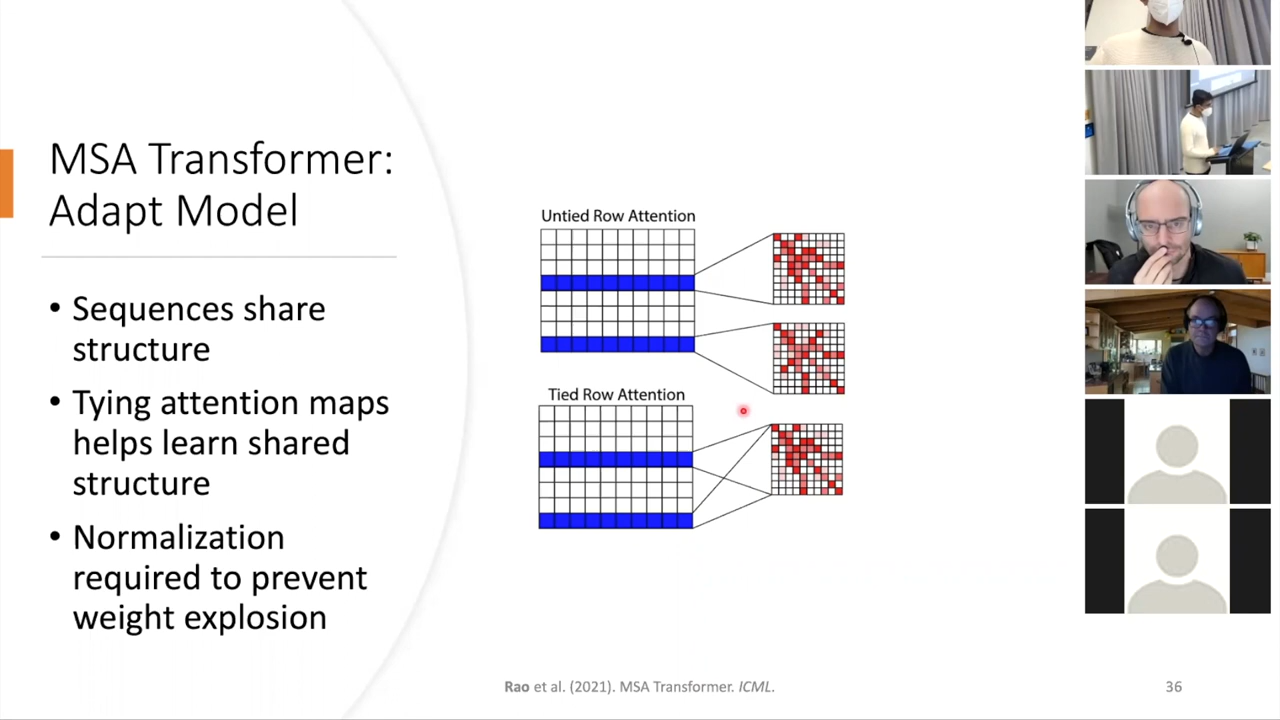 MSA Transformer:
Adapt Model
• Sequences share
structure
• Tying attention maps
helps learn shared
structure
• Normalization
required to prevent
weight explosion
Untied Row Attention
Tied Row Attention
Rao et al. (2021). MSA Transformer. ICML.
36